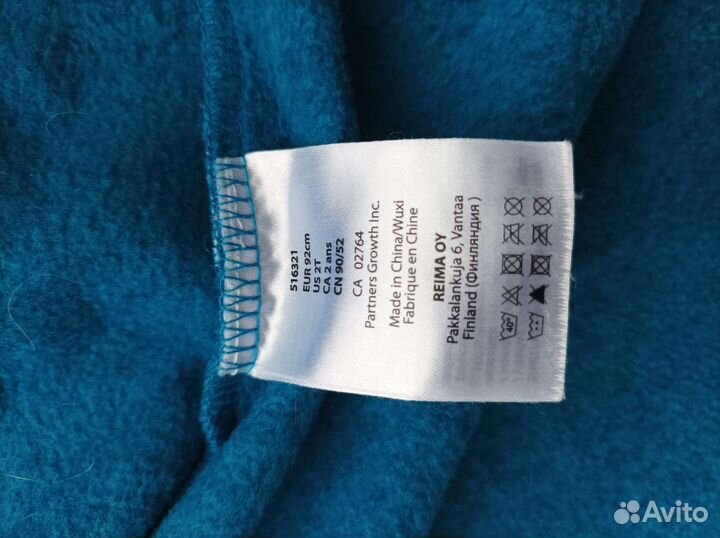 516321
EUR 92cm
US 2T
CA 2 ans
CN 90/52
CA 02764
Partners Growth Inc.
Made in China/Wuxi
Fabrique en Chine
REIMA OY
Pakkalankuja 6, Vantaa
Finland (Финляндия)
40°
Avito